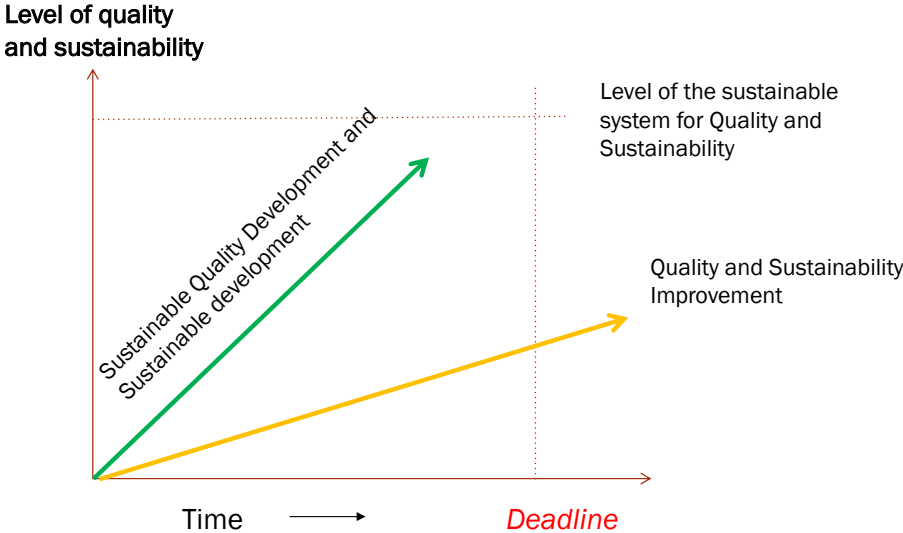 Level of quality
and sustainability
Level of the sustainable
system for Quality and
Sustainability
Sustainable Quality Development and
Sustainable development
Quality and Sustainability
Improvement
Time
Deadline